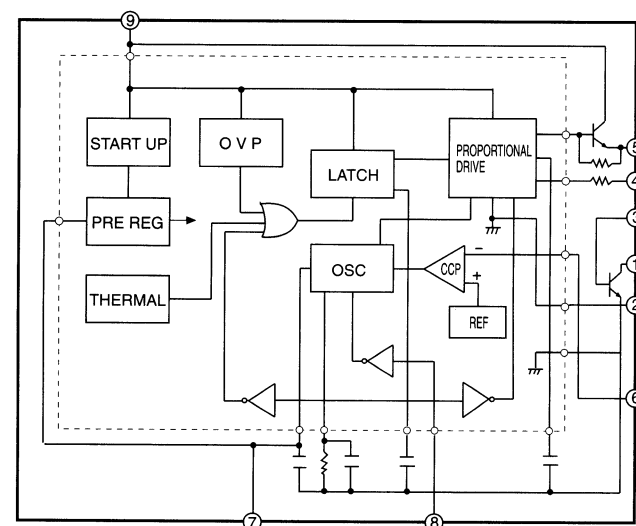 9
START UP
O V P
LATCH
PROPORTIONAL
DRIVE
5
4
PRE REG
3
OSC
CCP
−
+
1
THERMAL
REF
2
6
7
8